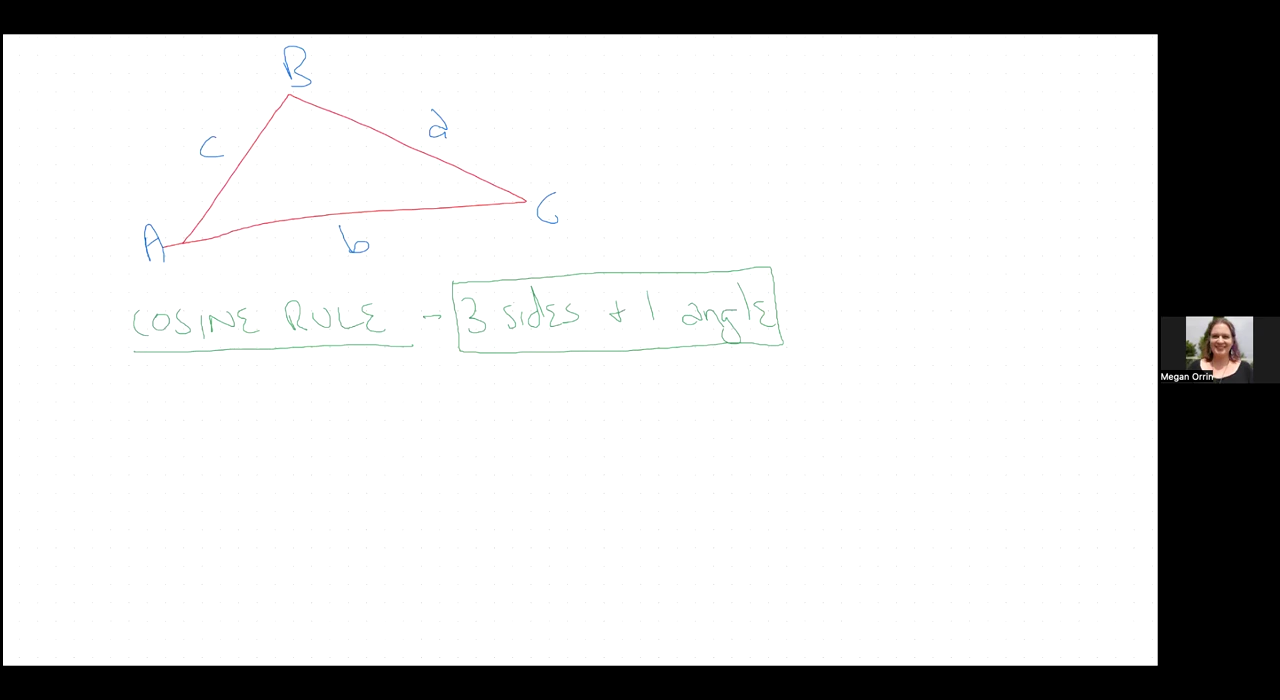 B
c
a
A
b
C
COSINE RULE - 3 sides + 1 angle
Megan Orrin